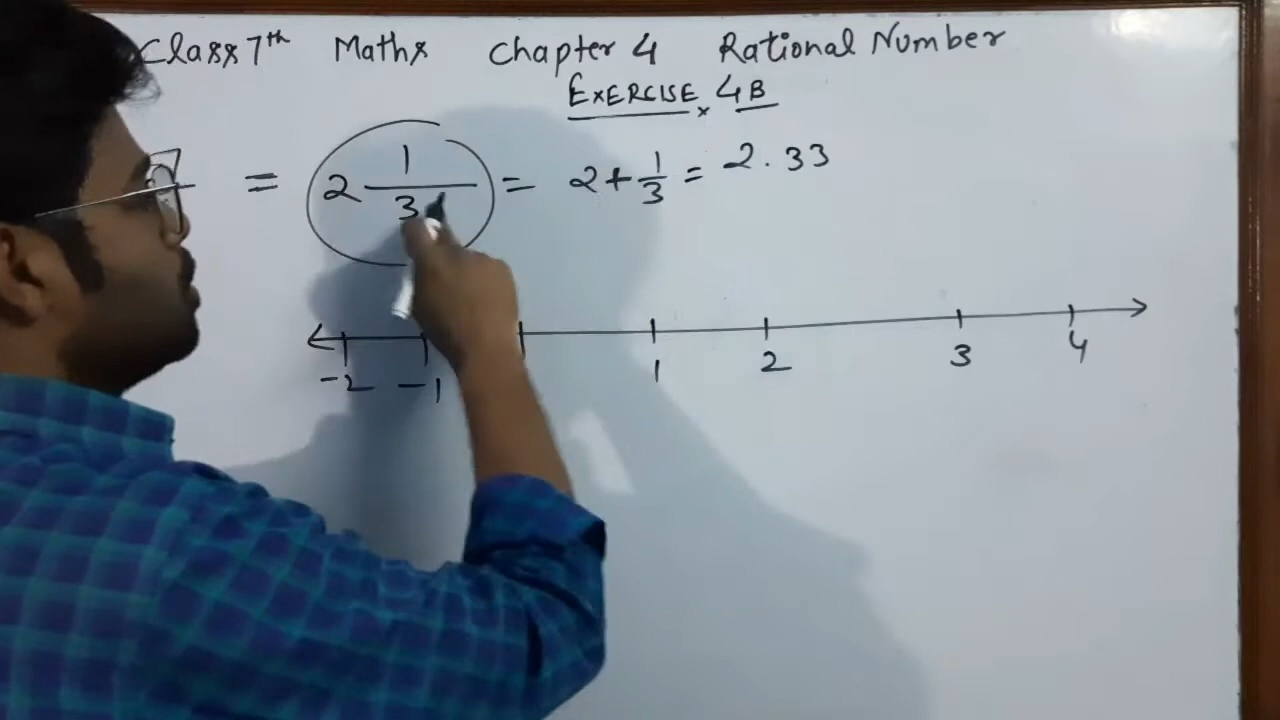 Class 7th Maths Chapter 4 Rational Number
EXERCISE 4B
= 2 1/3 = 2 + 1/3 = 2.33
-2 -1 1 2 3 4